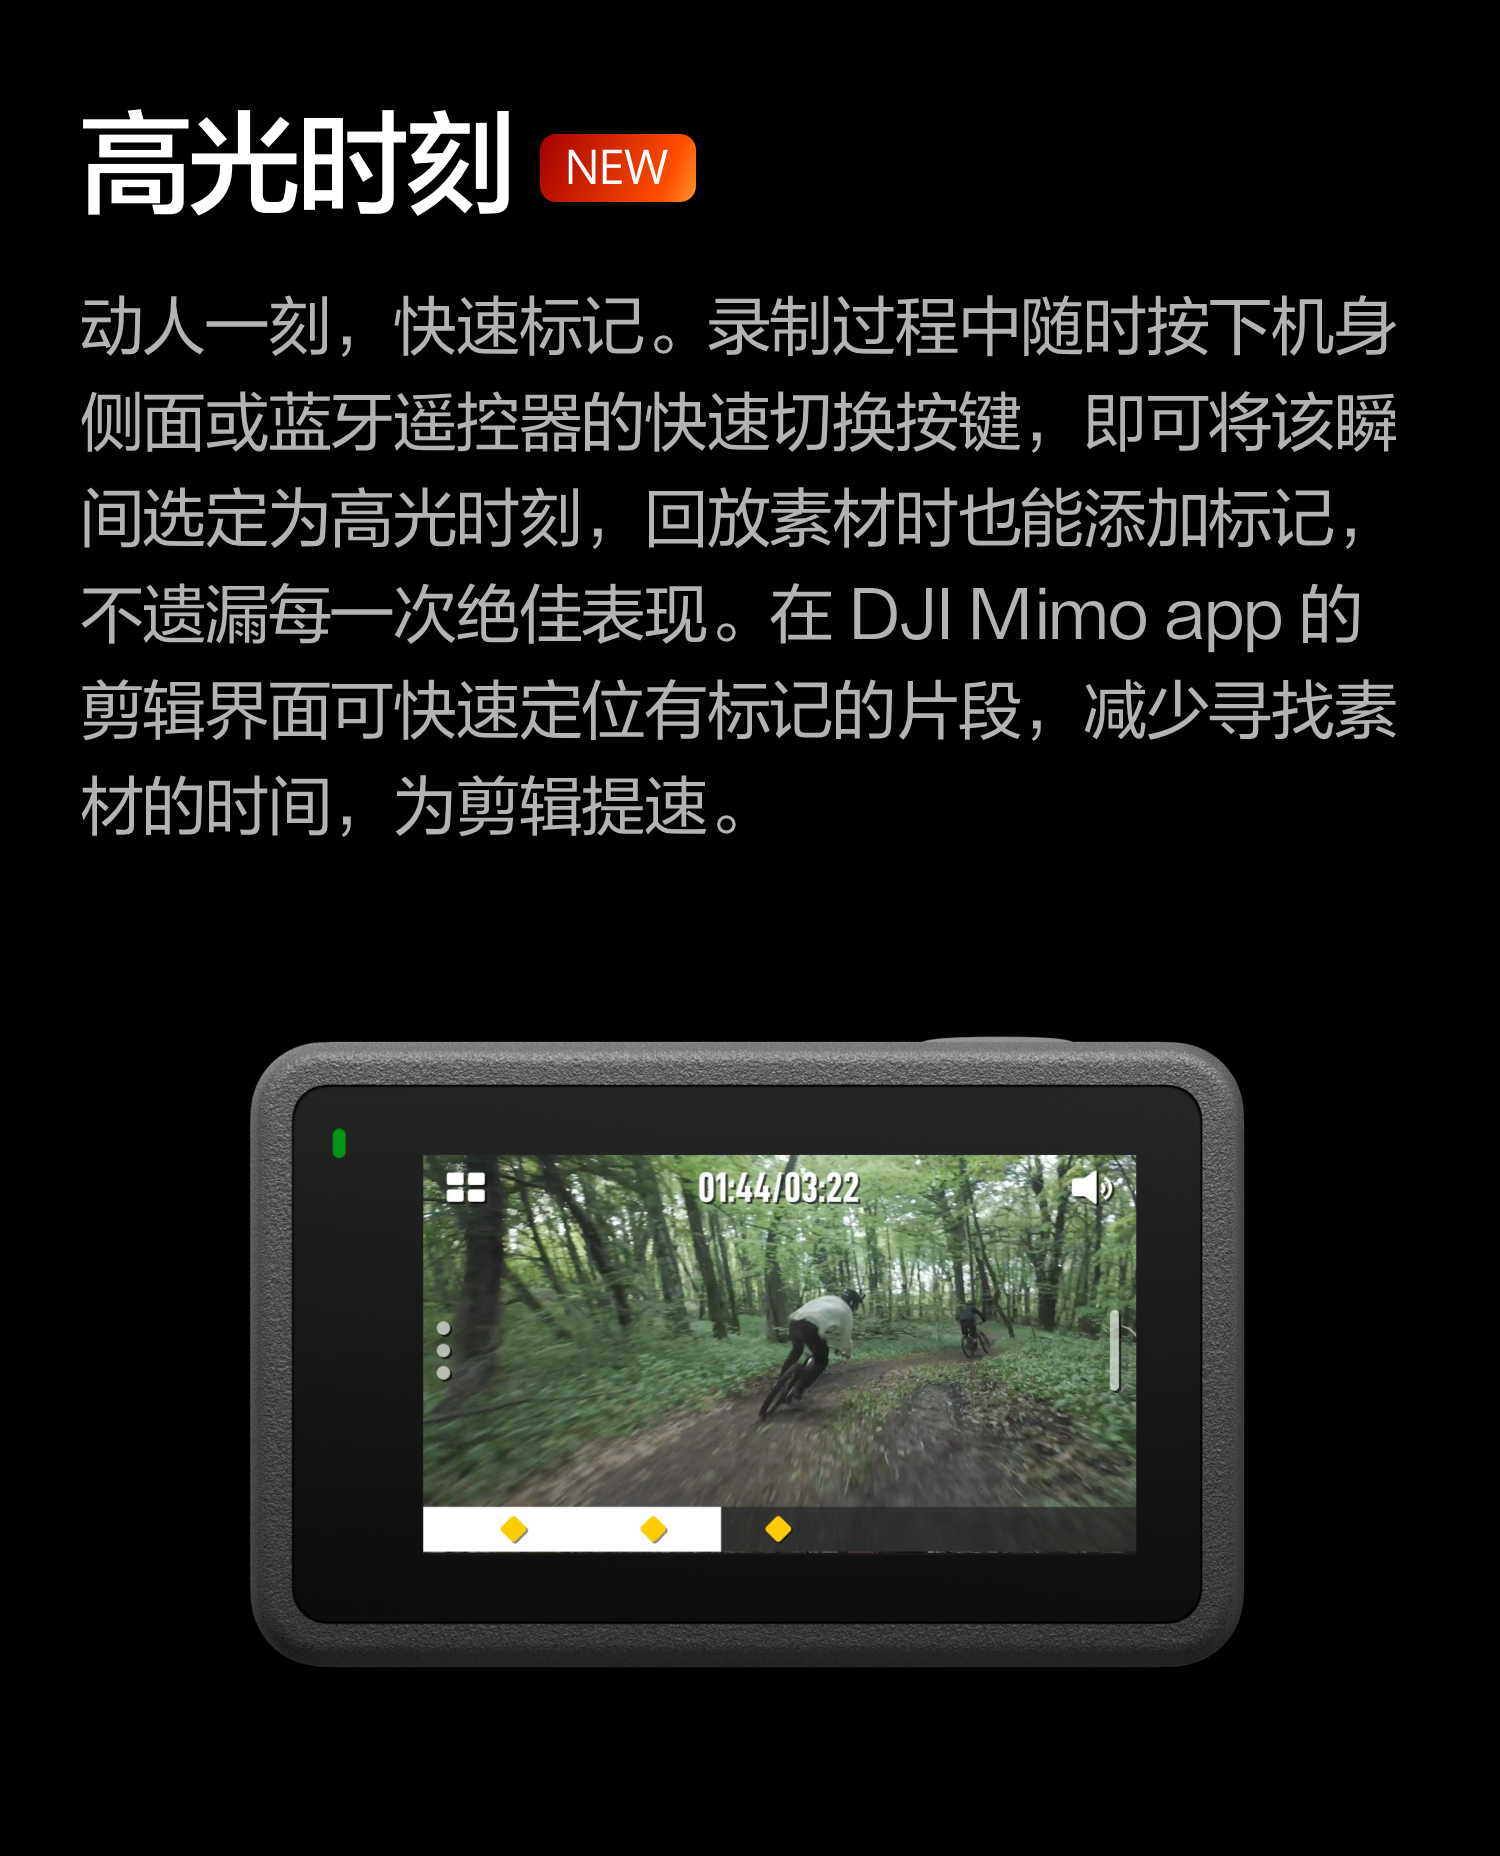 高光时刻 NEW
动人一刻，快速标记。录制过程中随时按下机身
侧面或蓝牙遥控器的快速切换按键，即可将该瞬
间选定为高光时刻，回放素材时也能添加标记，
不遗漏每一次绝佳表现。在 DJI Mimo app 的
剪辑界面可快速定位有标记的片段，减少寻找素
材的时间，为剪辑提速。
01:44/03:22